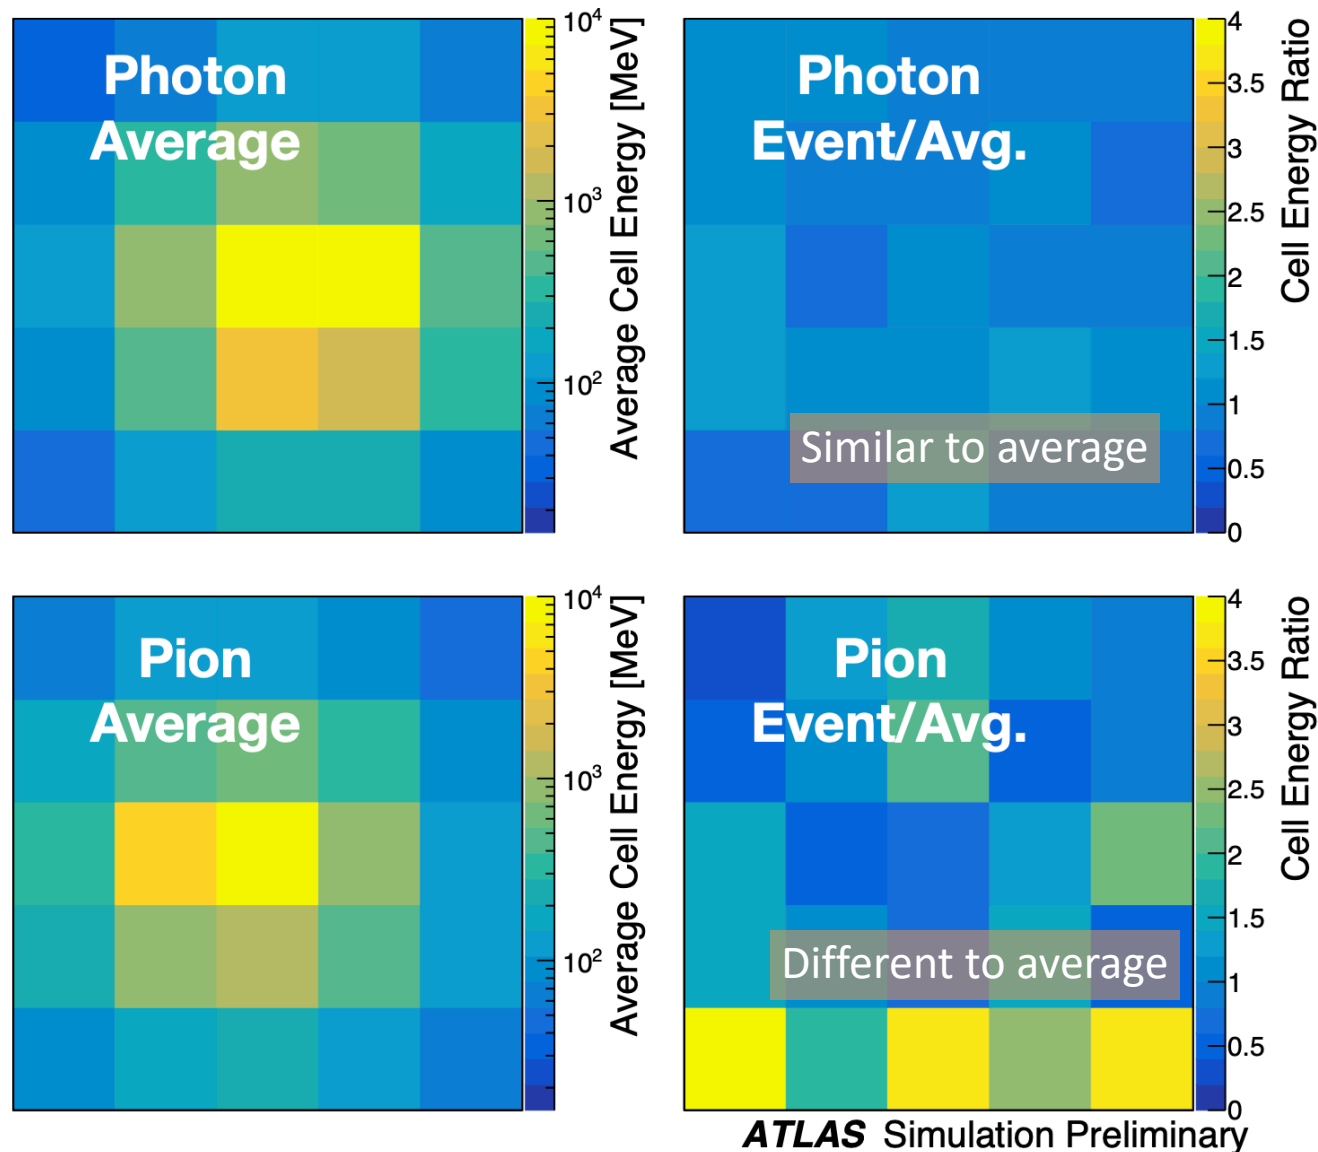 Photon
Average
10⁴
10³
10²
Average Cell Energy [MeV]
Photon
Event/Avg.
Similar to average
4
3.5
3
2.5
2
1.5
1
0.5
0
Cell Energy Ratio
Pion
Average
10⁴
10³
10²
Average Cell Energy [MeV]
Pion
Event/Avg.
Different to average
4
3.5
3
2.5
2
1.5
1
0.5
0
Cell Energy Ratio
ATLAS Simulation Preliminary